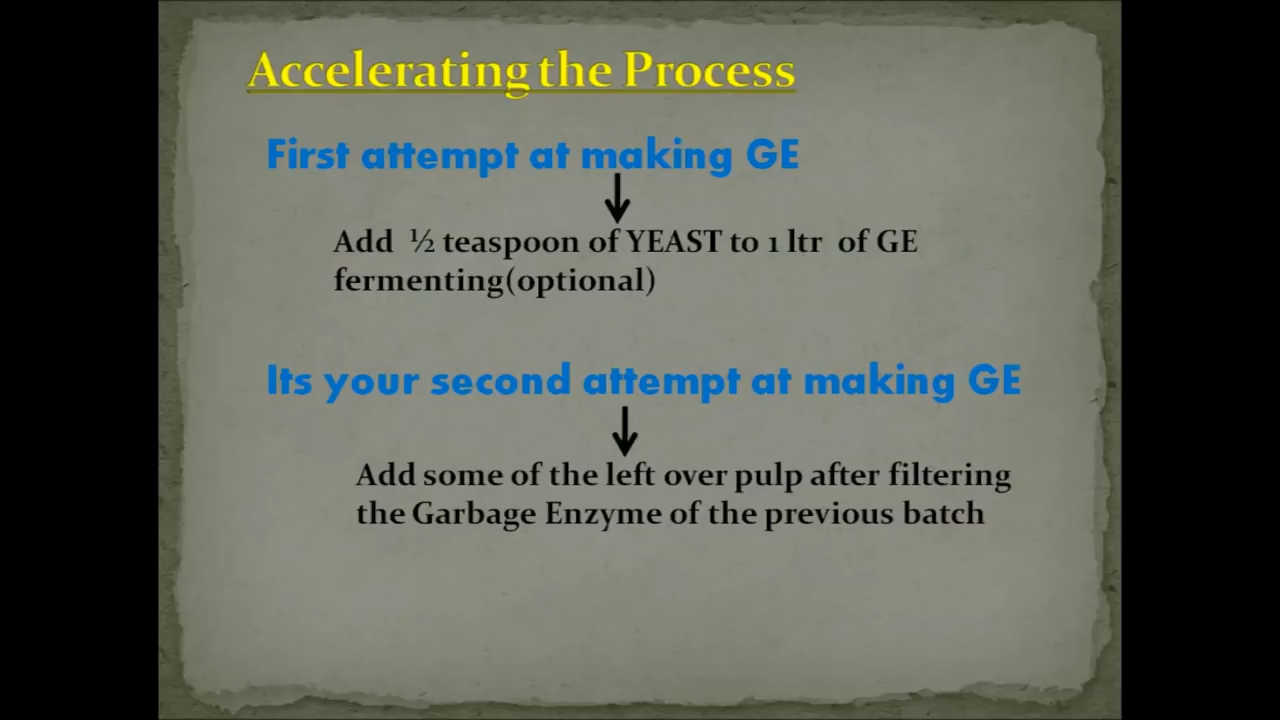 Accelerating the Process
First attempt at making GE
Add ½ teaspoon of YEAST to 1 ltr of GE
fermenting(optional)
Its your second attempt at making GE
Add some of the left over pulp after filtering
the Garbage Enzyme of the previous batch